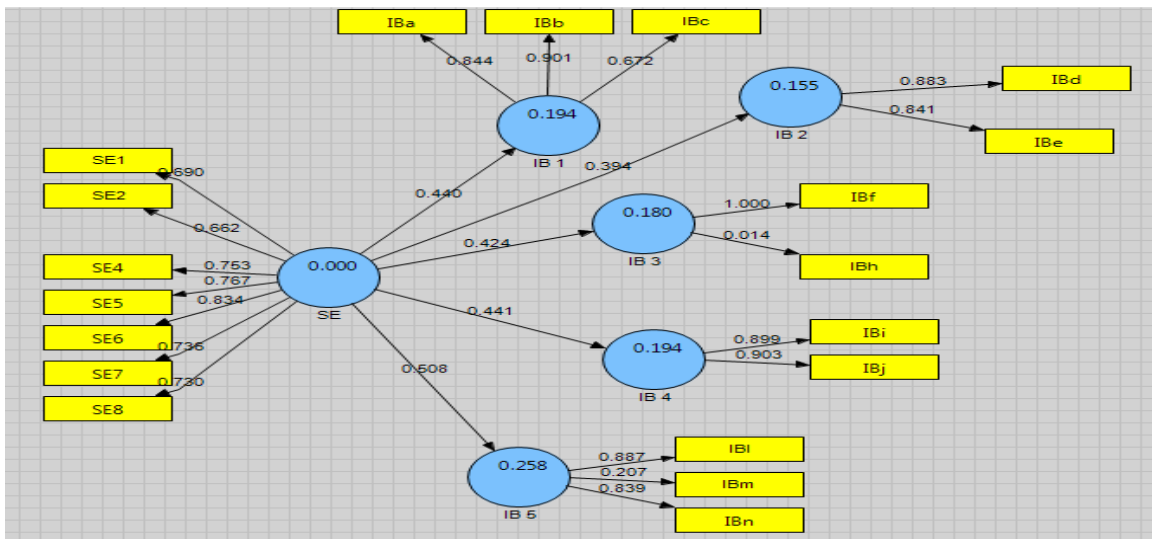 IBa
IBb
IBc
0.844
0.901
0.672
0.194
IB 1
0.155
IB 2
0.883
0.841
IBd
IBe
SE1
SE2
SE4
SE5
SE6
SE7
SE8
0.690
0.662
0.753
0.767
0.834
0.736
0.730
0.000
SE
0.440
0.394
0.424
0.441
0.508
0.180
IB 3
1.000
0.014
IBf
IBh
0.194
IB 4
0.899
0.903
IBi
IBj
0.258
IB 5
0.887
0.207
0.839
IBl
IBm
IBn